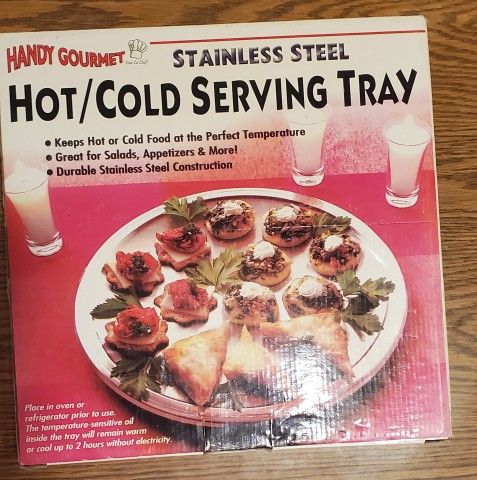 HANDY GOURMET
STAINLESS STEEL
HOT/COLD SERVING TRAY
• Keeps Hot or Cold Food at the Perfect Temperature
• Great for Salads, Appetizers & More!
• Durable Stainless Steel Construction
Place in oven or
refrigerator prior to use.
The temperature-sensitive oil
inside the tray will remain warm
or cool up to 2 hours without electricity.